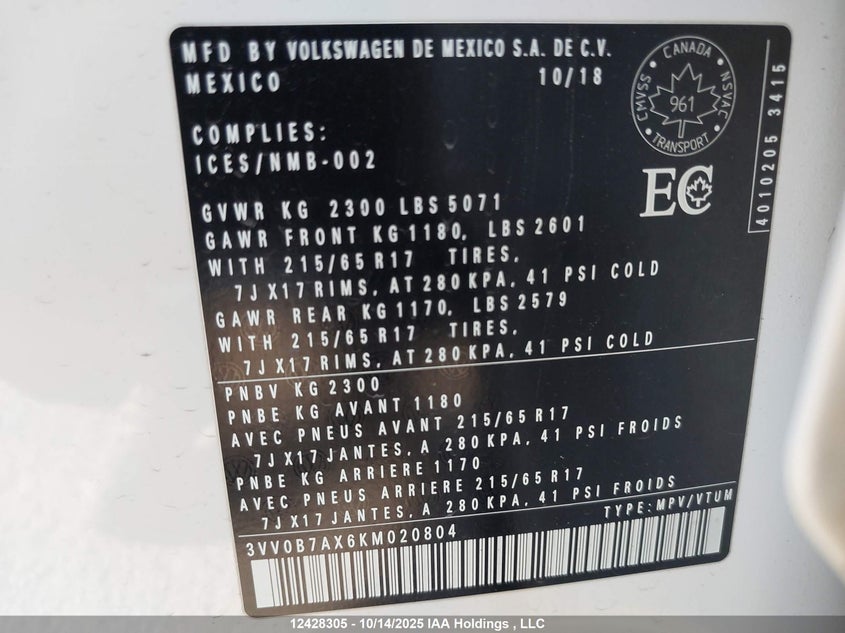 MFD BY VOLKSWAGEN DE MEXICO S.A. DE C.V.
MEXICO 10/18
CANADA
CMVSS
961
NSVAC
TRANSPORT
4010205 3415
COMPLIES:
ICES/NMB-002
EC
GVWR KG 2300 LBS 5071
GAWR FRONT KG 1180, LBS 2601
WITH 215/65 R17 TIRES,
7J X17 RIMS, AT 280 KPA, 41 PSI COLD
GAWR REAR KG 1170, LBS 2579
WITH 215/65 R17 TIRES,
7J X17 RIMS, AT 280 KPA, 41 PSI COLD
PNBV KG 2300
PNBE KG AVANT 1180
AVEC PNEUS AVANT 215/65 R17
7J X17 JANTES, A 280 KPA, 41 PSI FROIDS
PNBE KG ARRIERE 1170
AVEC PNEUS ARRIERE 215/65 R17
7J X17 JANTES, A 280 KPA, 41 PSI FROIDS
TYPE: MPV/VTUM
3VV0B7AX6KM020804
12428305 - 10/14/2025 IAA Holdings , LLC